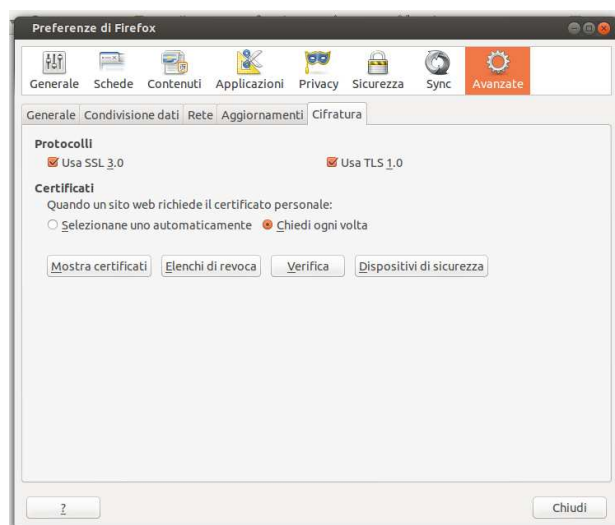 Preferenze di Firefox
Generale Schede Contenuti Applicazioni Privacy Sicurezza Sync Avanzate
Generale Condivisione dati Rete Aggiornamenti Cifratura
Protocolli
Usa SSL 3.0 Usa TLS 1.0
Certificati
Quando un sito web richiede il certificato personale:
Selezionane uno automaticamente Chiedi ogni volta
Mostra certificati Elenchi di revoca Verifica Dispositivi di sicurezza
? Chiudi